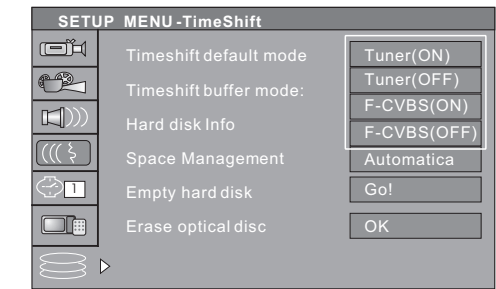 SETUP MENU-TimeShift
Timeshift default mode
Tuner(ON)
Tuner(OFF)
Timeshift buffer mode:
F-CVBS(ON)
Hard disk Info
F-CVBS(OFF)
Space Management
Automatica
Empty hard disk
Go!
Erase optical disc
OK
1